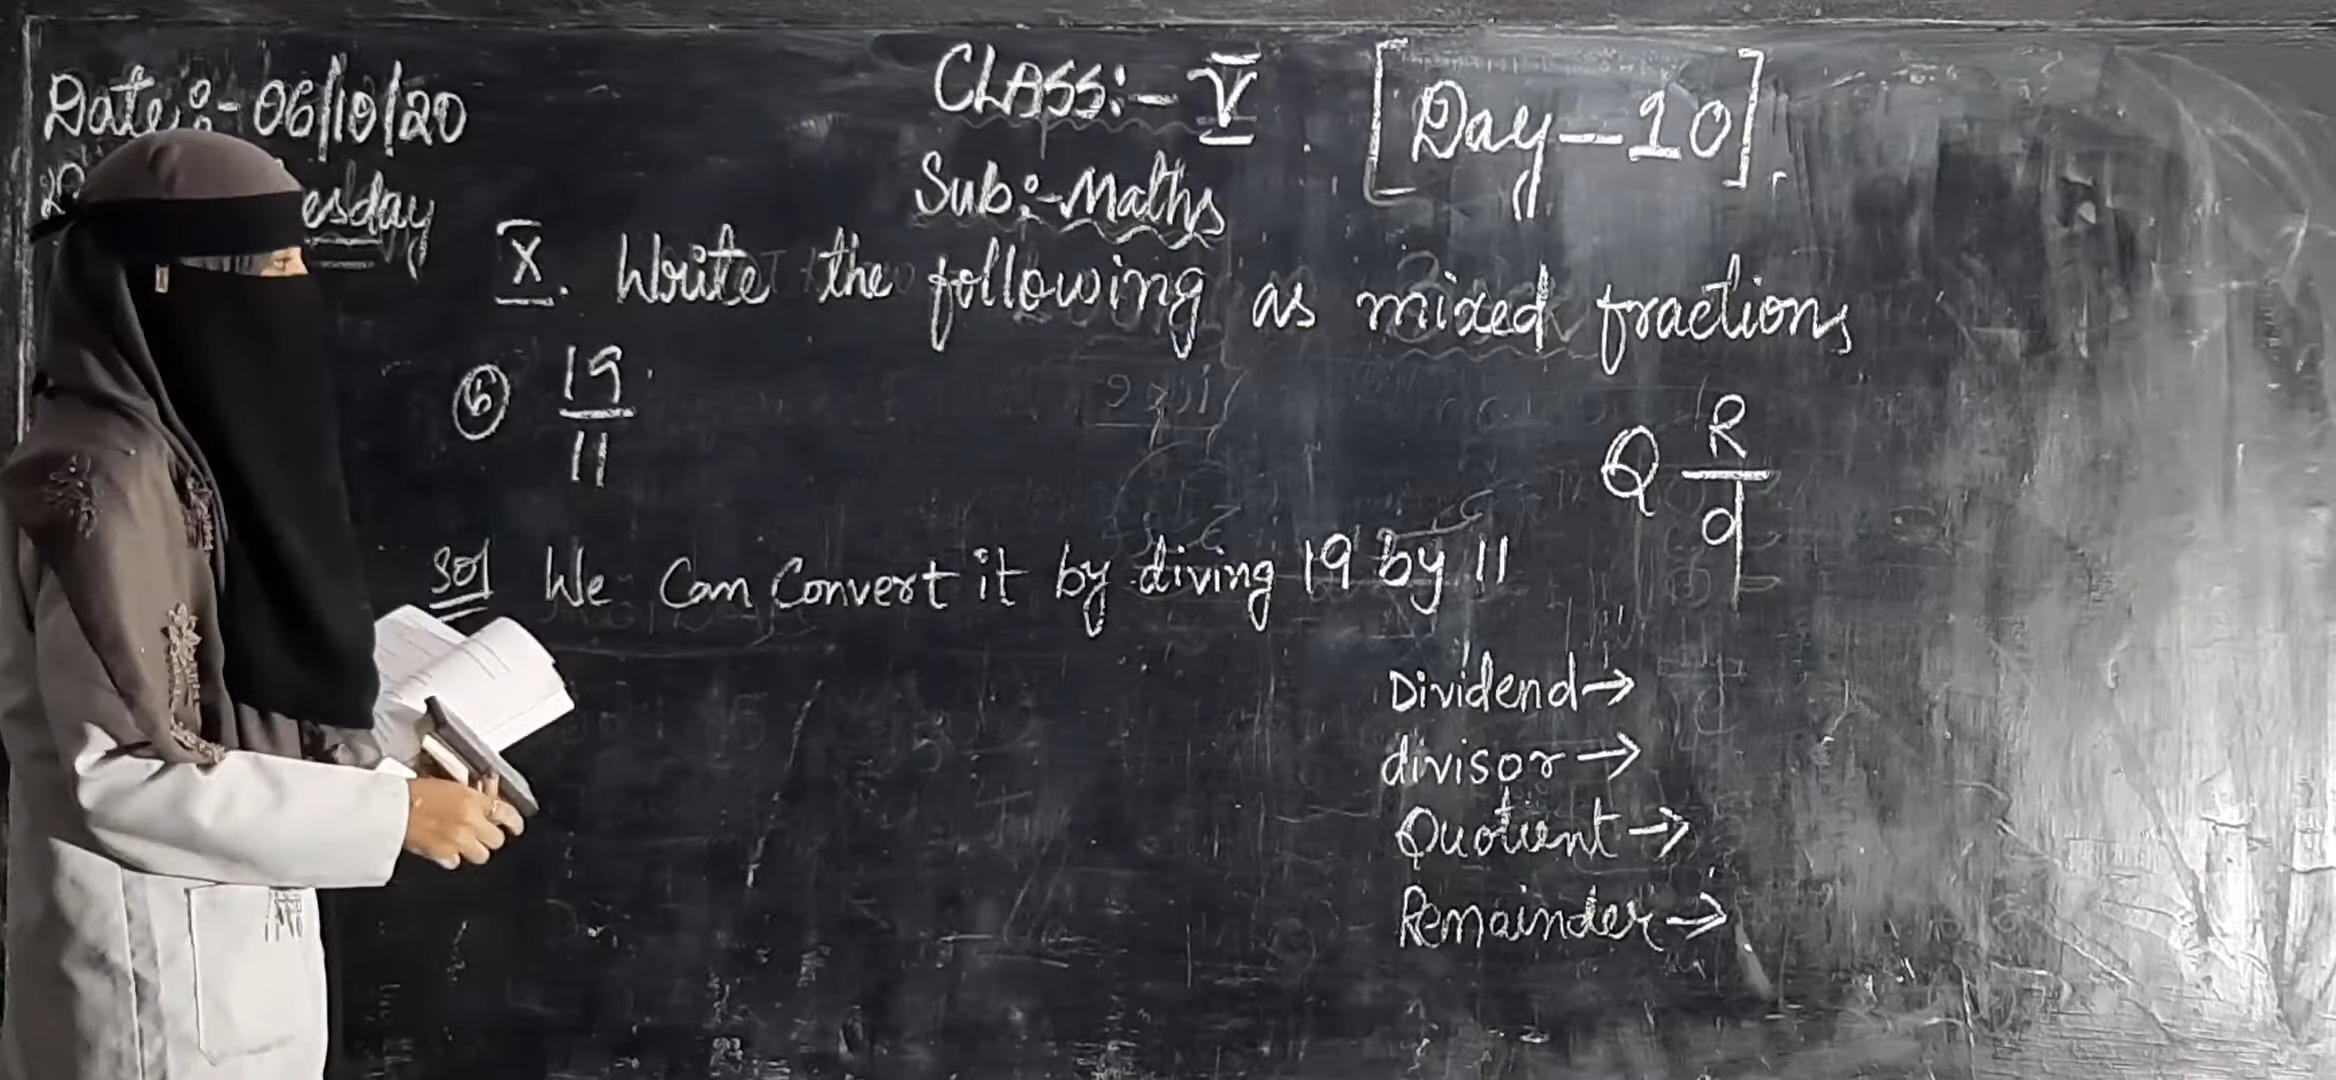 Date:- 06/10/20
CLASS:- V
[Day-10].
esday
Sub:- Maths
X. Write the following as mixed fractions
6 19/11
Q R/d
Sol We can convert it by diving 19 by 11
Dividend→
divisor→
Quotient→
Remainder→